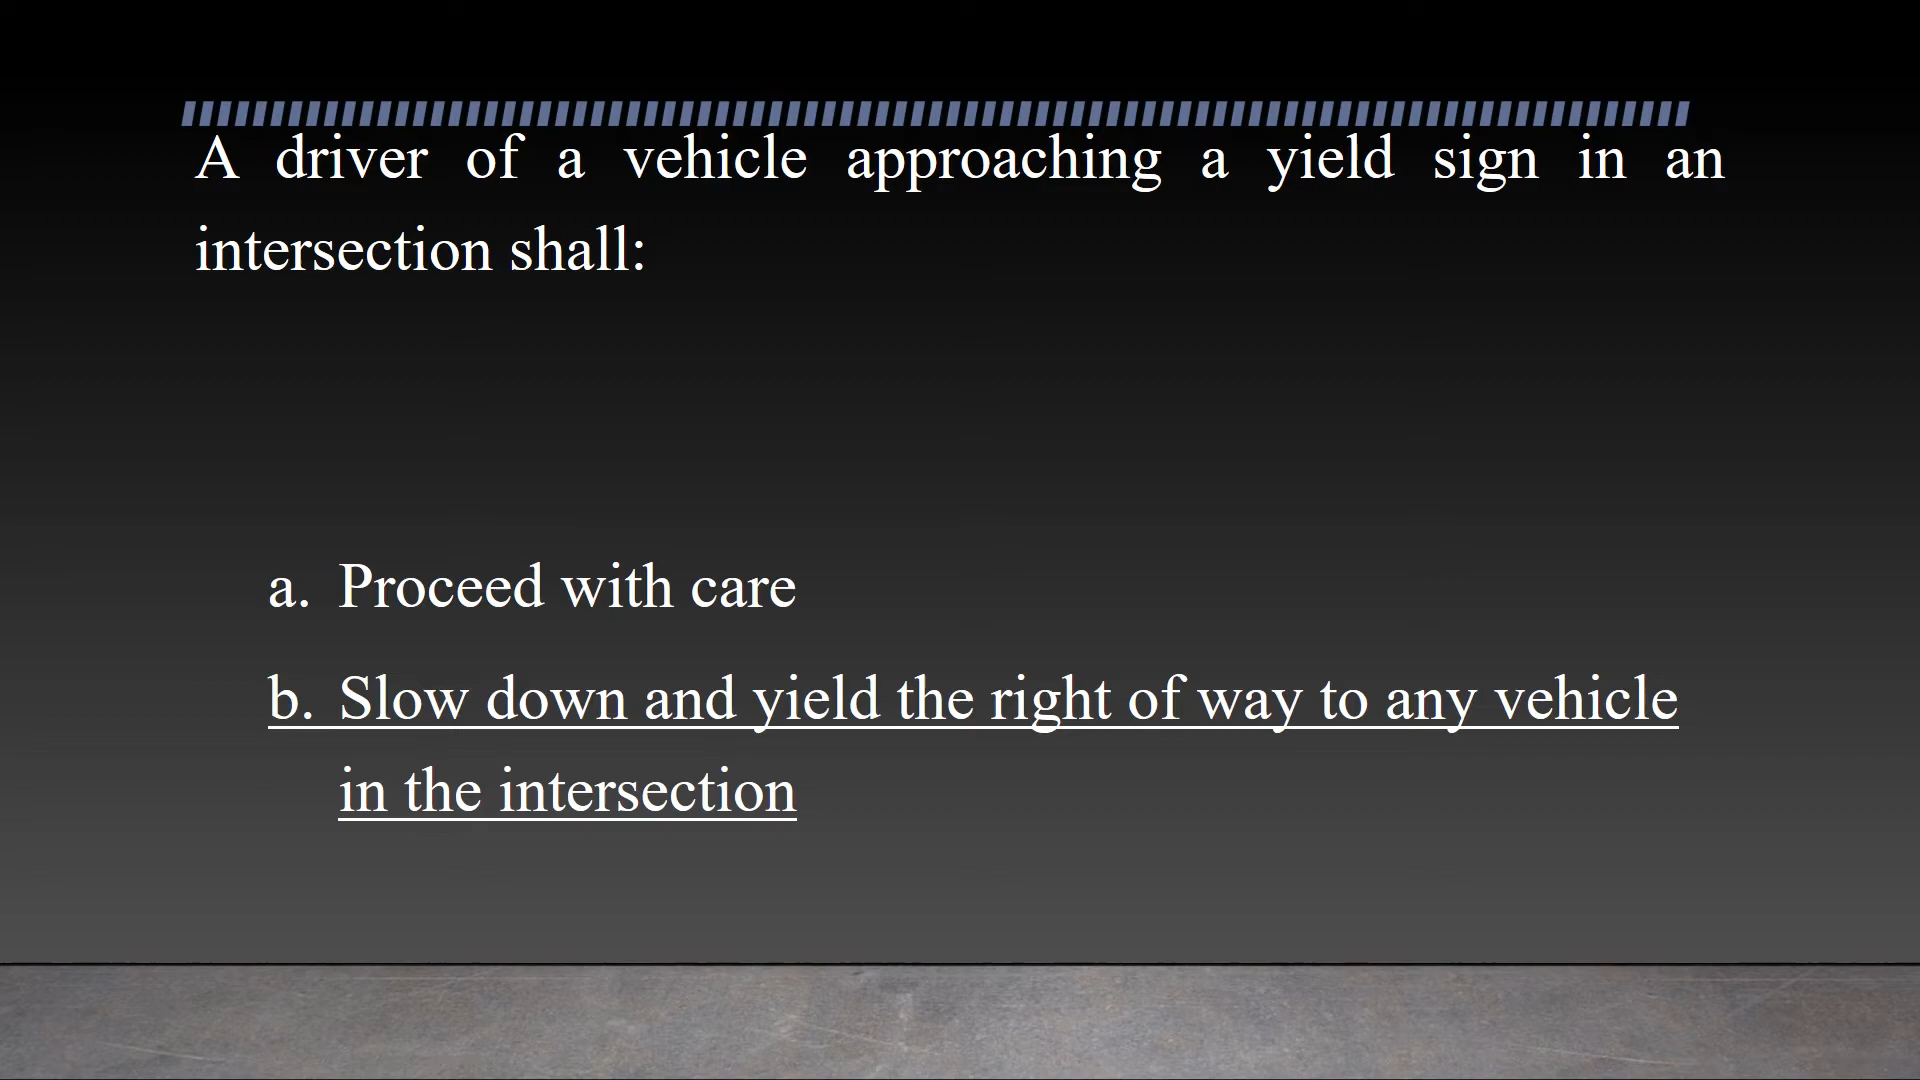 A driver of a vehicle approaching a yield sign in an
intersection shall:
a. Proceed with care
b. Slow down and yield the right of way to any vehicle
in the intersection